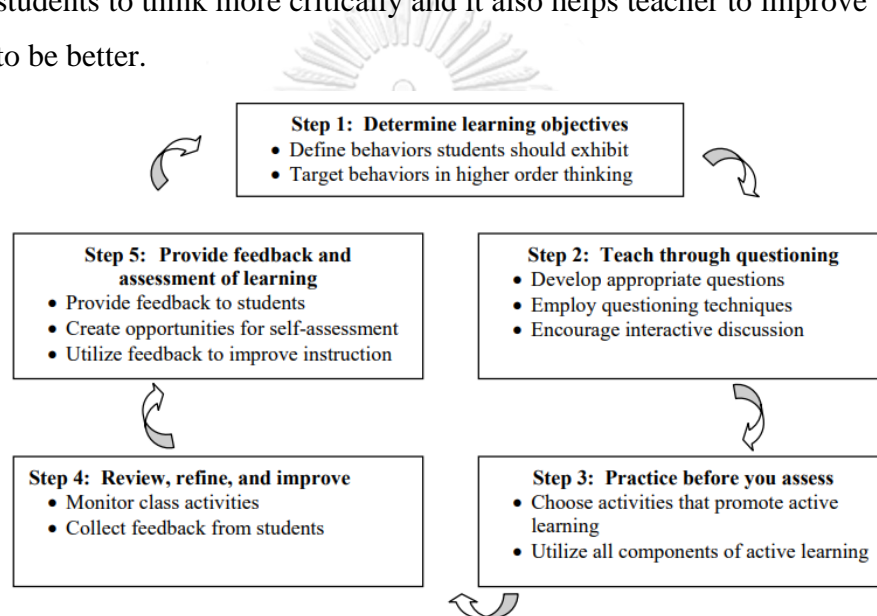 students to think more critically and it also helps teacher to improve
to be better.
Step 1: Determine learning objectives
• Define behaviors students should exhibit
• Target behaviors in higher order thinking
Step 2: Teach through questioning
• Develop appropriate questions
• Employ questioning techniques
• Encourage interactive discussion
Step 3: Practice before you assess
• Choose activities that promote active
learning
• Utilize all components of active learning
Step 4: Review, refine, and improve
• Monitor class activities
• Collect feedback from students
Step 5: Provide feedback and
assessment of learning
• Provide feedback to students
• Create opportunities for self-assessment
• Utilize feedback to improve instruction